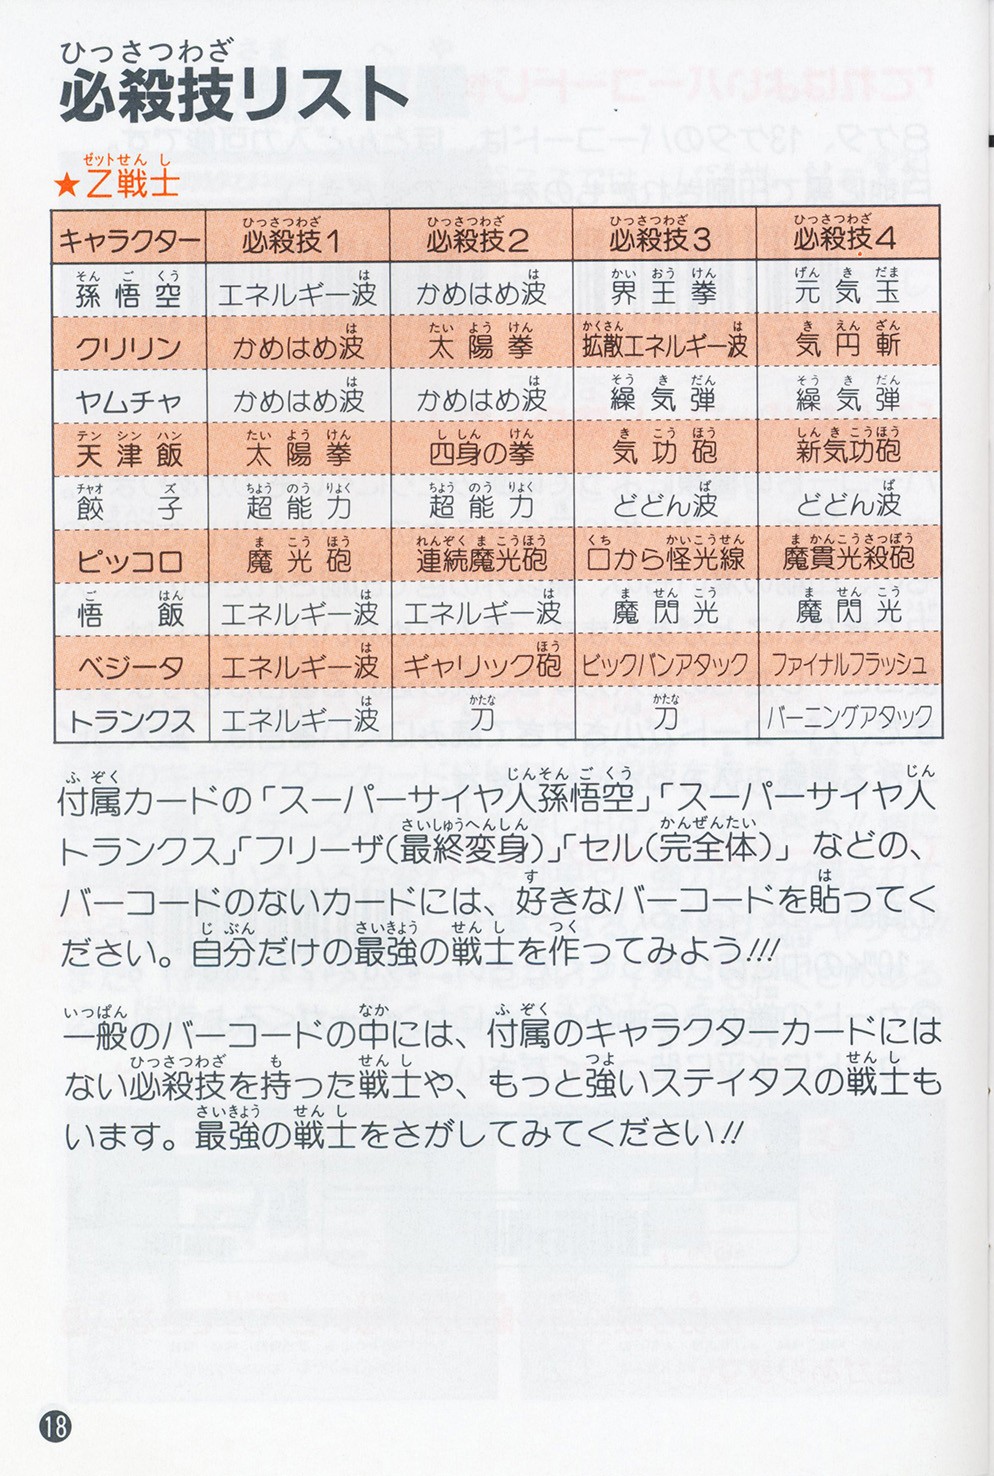 ひっさつわざ
必殺技リスト
ゼットせんし
★Z戦士
キャラクター 必殺技1 必殺技2 必殺技3 必殺技4
孫悟空 エネルギー波 かめはめ波 界王拳 元気玉
クリリン かめはめ波 太陽拳 拡散エネルギー波 気円斬
ヤムチャ かめはめ波 かめはめ波 繰気弾 繰気弾
天津飯 太陽拳 四身の拳 気功砲 新気功砲
餃子 超能力 超能力 どどん波 どどん波
ピッコロ 魔光砲 連続魔光砲 口から怪光線 魔貫光殺砲
悟飯 エネルギー波 エネルギー波 魔閃光 魔閃光
ベジータ エネルギー波 ギャリック砲 ビックバンアタック ファイナルフラッシュ
トランクス エネルギー波 刀 刀 バーニングアタック
付属カードの「スーパーサイヤ人孫悟空」「スーパーサイヤ人
トランクス」「フリーザ(最終変身)」「セル(完全体)」などの、
バーコードのないカードには、好きなバーコードを貼ってく
ださい。自分だけの最強の戦士を作ってみよう!!!
一般のバーコードの中には、付属のキャラクターカードには
ない必殺技を持った戦士や、もっと強いステイタスの戦士も
います。最強の戦士をさがしてみてください!!
18